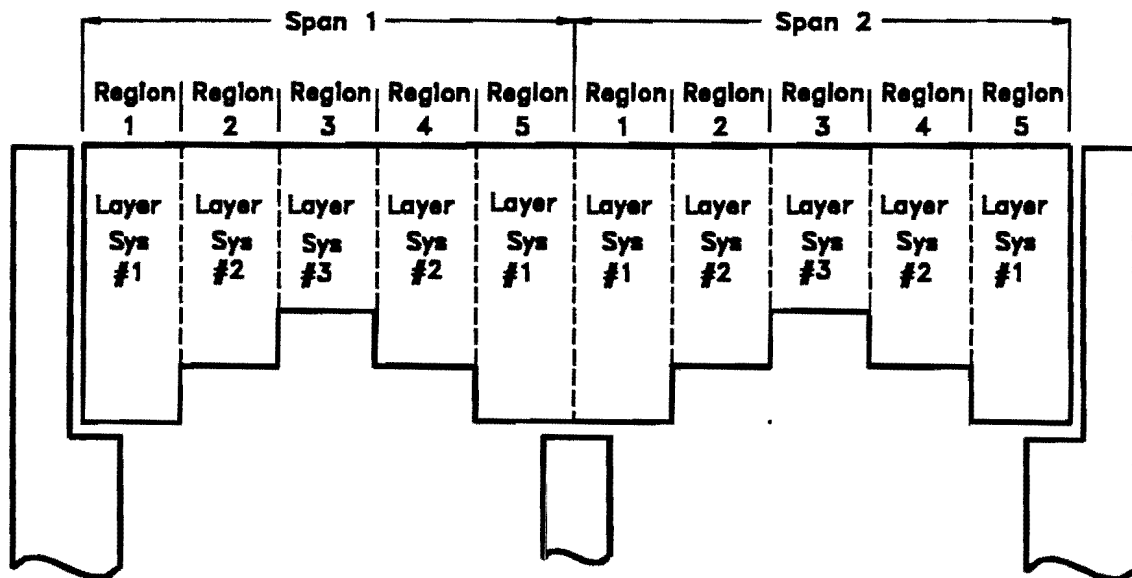 Span 1 Span 2
Region Region Region Region Region Region Region Region Region Region
1 2 3 4 5 1 2 3 4 5
Layer Layer Layer Layer Layer Layer Layer Layer Layer Layer
Sys Sys Sys Sys Sys Sys Sys Sys Sys Sys
#1 #2 #3 #2 #1 #1 #2 #3 #2 #1